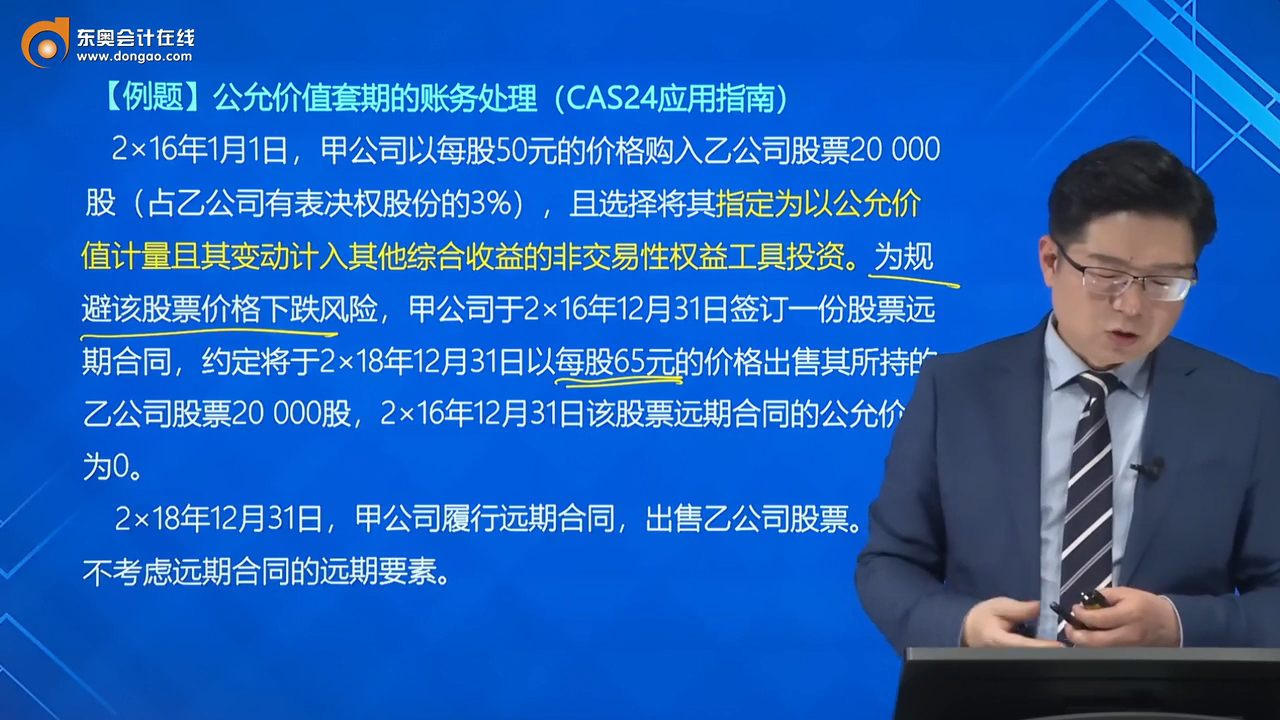 东奥会计在线
www.dongao.com
【例题】公允价值套期的账务处理（CAS24应用指南）
2×16年1月1日，甲公司以每股50元的价格购入乙公司股票20 000
股（占乙公司有表决权股份的3%），且选择将其指定为以公允价
值计量且其变动计入其他综合收益的非交易性权益工具投资。为规
避该股票价格下跌风险，甲公司于2×16年12月31日签订一份股票远
期合同，约定将于2×18年12月31日以每股65元的价格出售其所持的
乙公司股票20 000股，2×16年12月31日该股票远期合同的公允价
为0。
2×18年12月31日，甲公司履行远期合同，出售乙公司股票。
不考虑远期合同的远期要素。